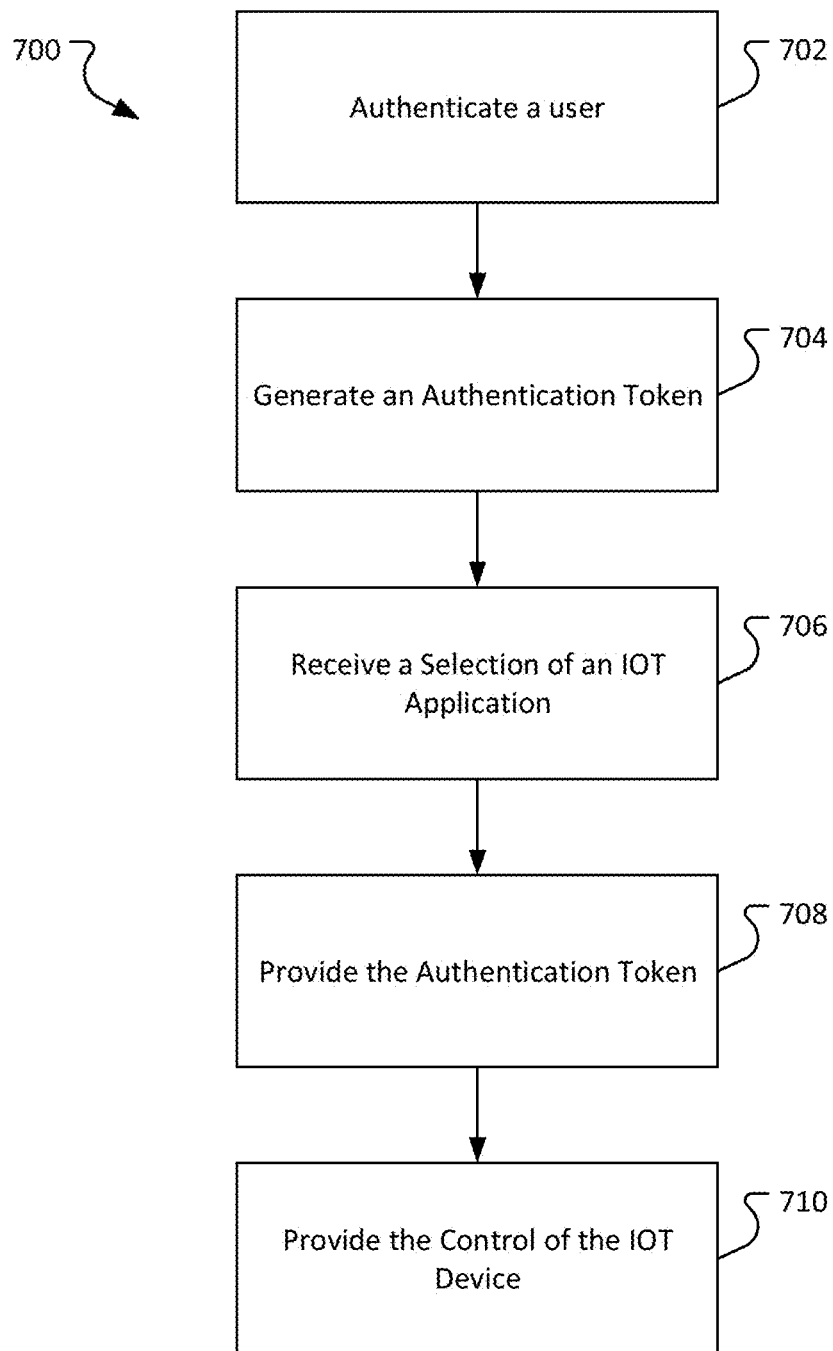 700
702
Authenticate a user
704
Generate an Authentication Token
706
Receive a Selection of an IOT
Application
708
Provide the Authentication Token
710
Provide the Control of the IOT
Device